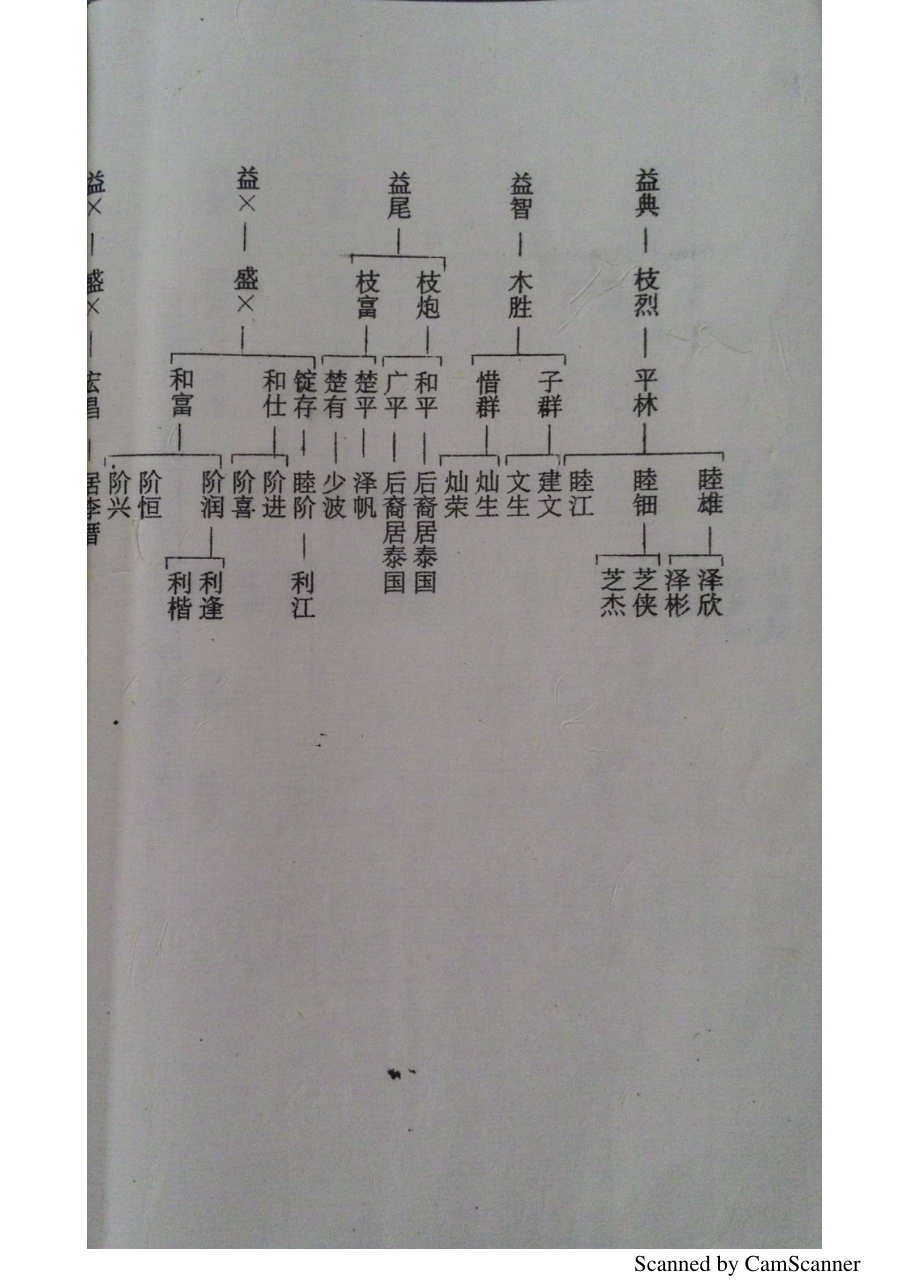 益典
枝烈
平林
睦雄
睦钿
睦江
泽欣
泽彬
芝侠
芝杰
益智
木胜
子群
惜群
建文
文生
灿生
灿荣
益尾
枝炮
枝富
和平
广平
楚平
楚有
后裔居泰国
后裔居泰国
泽帆
少波
益×
盛×
锭存
和仕
和富
睦阶
阶进
阶喜
阶润
阶恒
阶兴
利江
利逢
利楷
益×
盛×
宏昌
Scanned by CamScanner